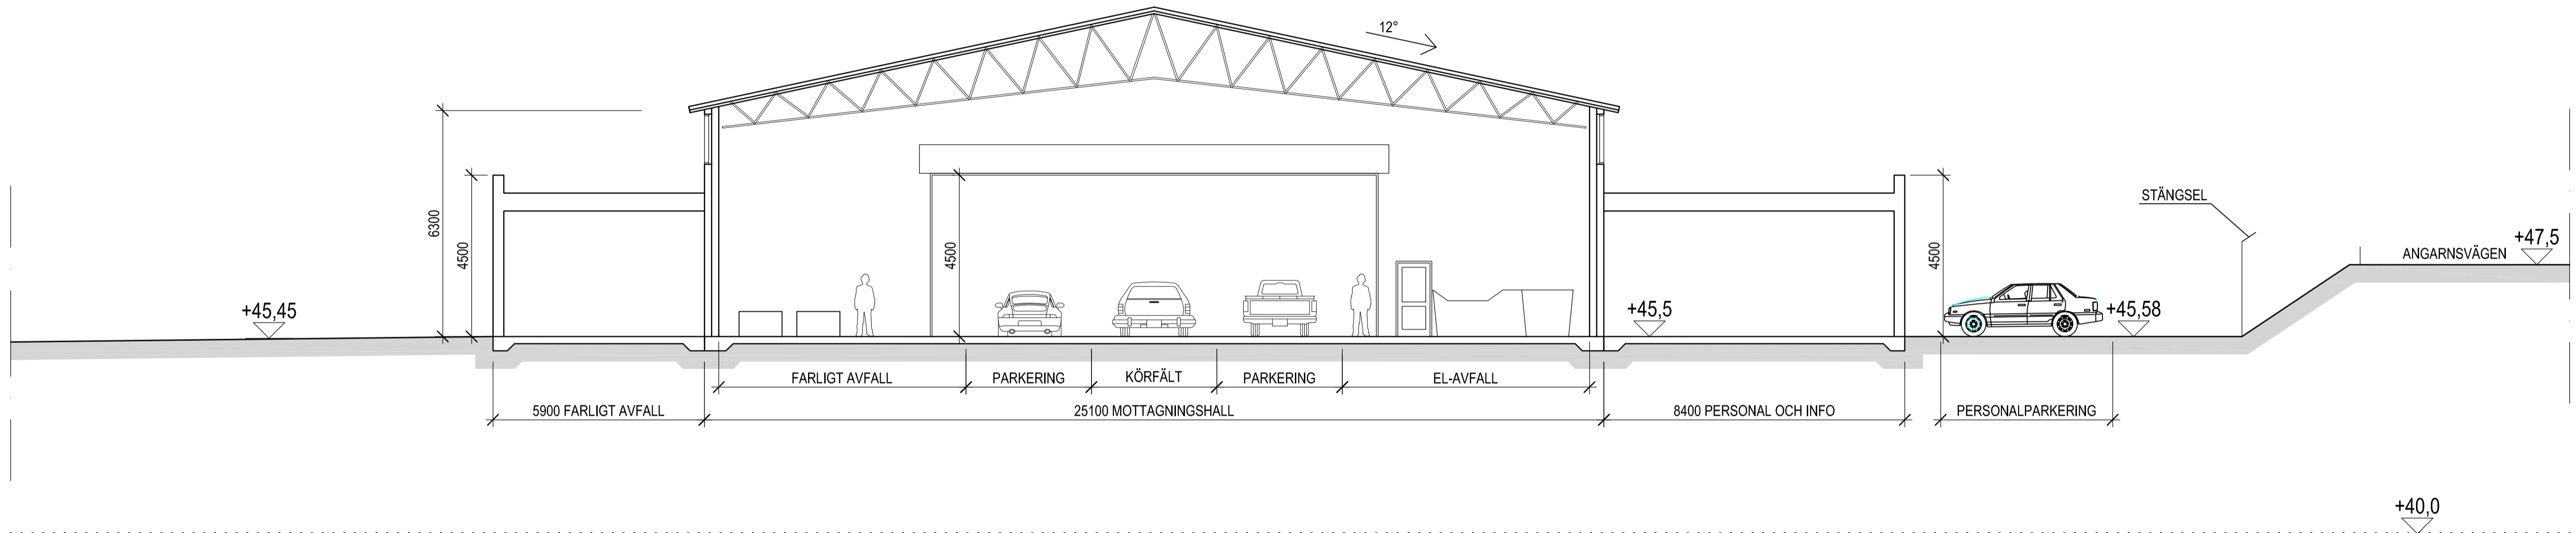 12°
6300
4500
4500
4500
STÄNGSEL
+47,5
ANGARNSVÄGEN
+45,45
+45,5
+45,58
FARLIGT AVFALL
PARKERING
KÖRFÄLT
PARKERING
EL-AVFALL
5900 FARLIGT AVFALL
25100 MOTTAGNINGSHALL
8400 PERSONAL OCH INFO
PERSONALPARKERING
+40,0